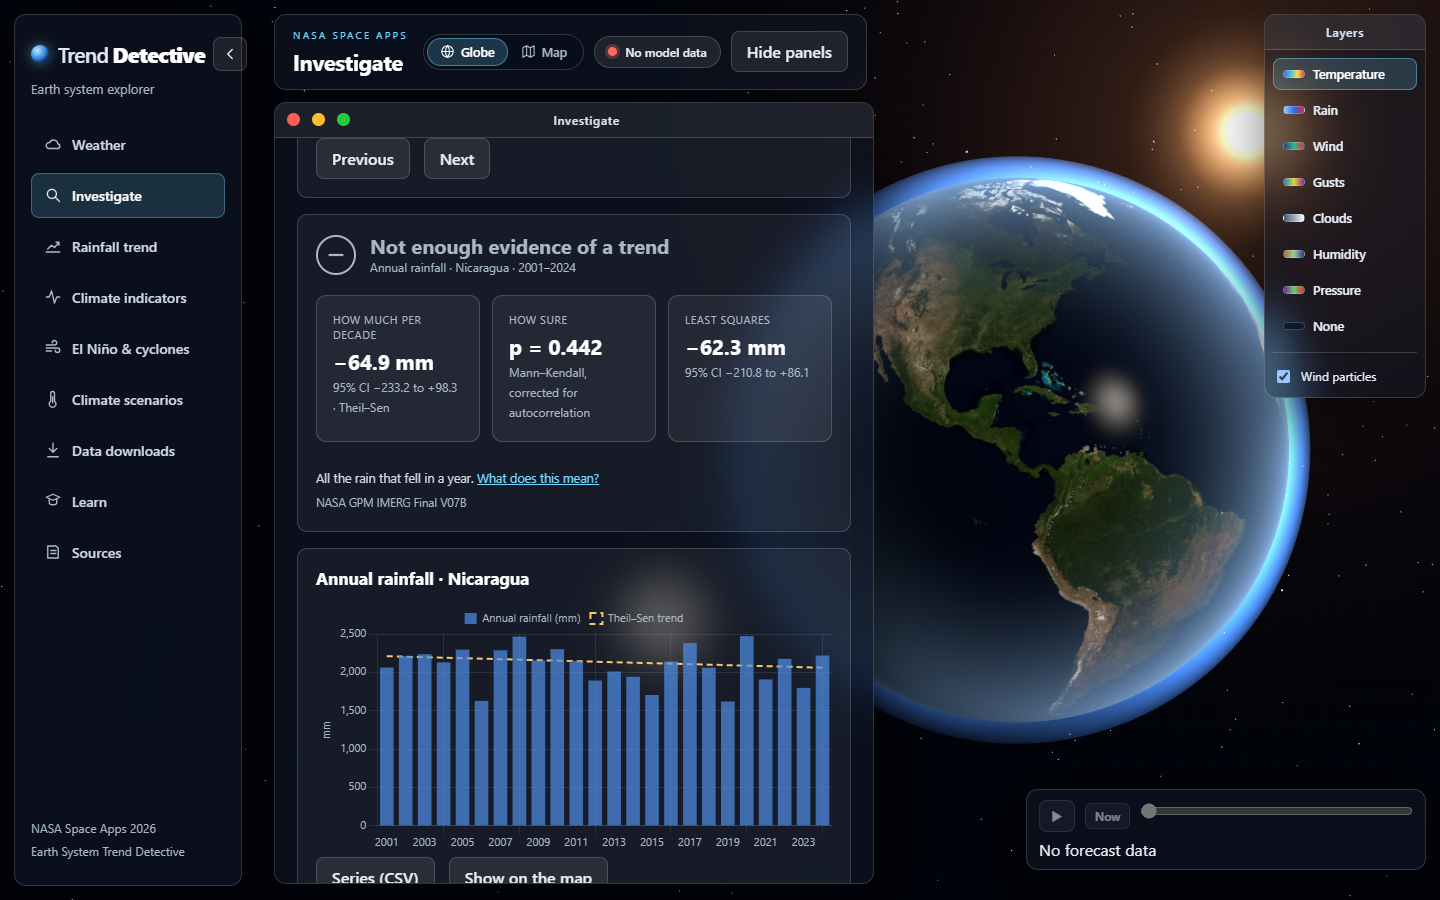 Trend Detective
Earth system explorer
Weather
Investigate
Rainfall trend
Climate indicators
El Niño & cyclones
Climate scenarios
Data downloads
Learn
Sources
NASA Space Apps 2026
Earth System Trend Detective
NASA SPACE APPS
Investigate
Globe
Map
No model data
Hide panels
Investigate
Previous
Next
Not enough evidence of a trend
Annual rainfall · Nicaragua · 2001–2024
HOW MUCH PER
DECADE
−64.9 mm
95% CI −233.2 to +98.3
· Theil–Sen
HOW SURE
p = 0.442
Mann–Kendall,
corrected for
autocorrelation
LEAST SQUARES
−62.3 mm
95% CI −210.8 to +86.1
All the rain that fell in a year. What does this mean?
NASA GPM IMERG Final V07B
Annual rainfall · Nicaragua
Annual rainfall (mm)
Theil–Sen trend
2,500
2,000
1,500
1,000
500
0
mm
2001 2003 2005 2007 2009 2011 2013 2015 2017 2019 2021 2023
Series (CSV)
Show on the map
Layers
Temperature
Rain
Wind
Gusts
Clouds
Humidity
Pressure
None
Wind particles
Now
No forecast data